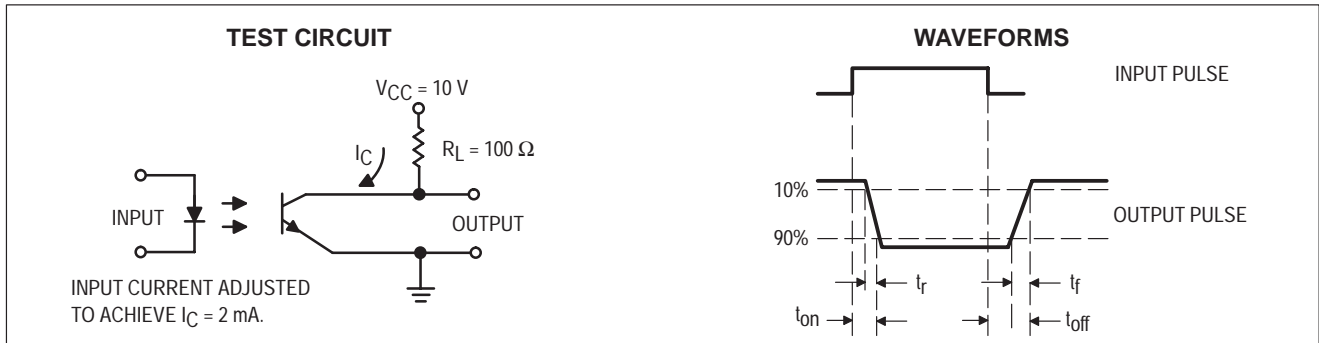 TEST CIRCUIT
VCC = 10 V
IC
RL = 100 Ω
INPUT
OUTPUT
INPUT CURRENT ADJUSTED
TO ACHIEVE IC = 2 mA.
WAVEFORMS
INPUT PULSE
10%
OUTPUT PULSE
90%
tr
tf
ton
toff